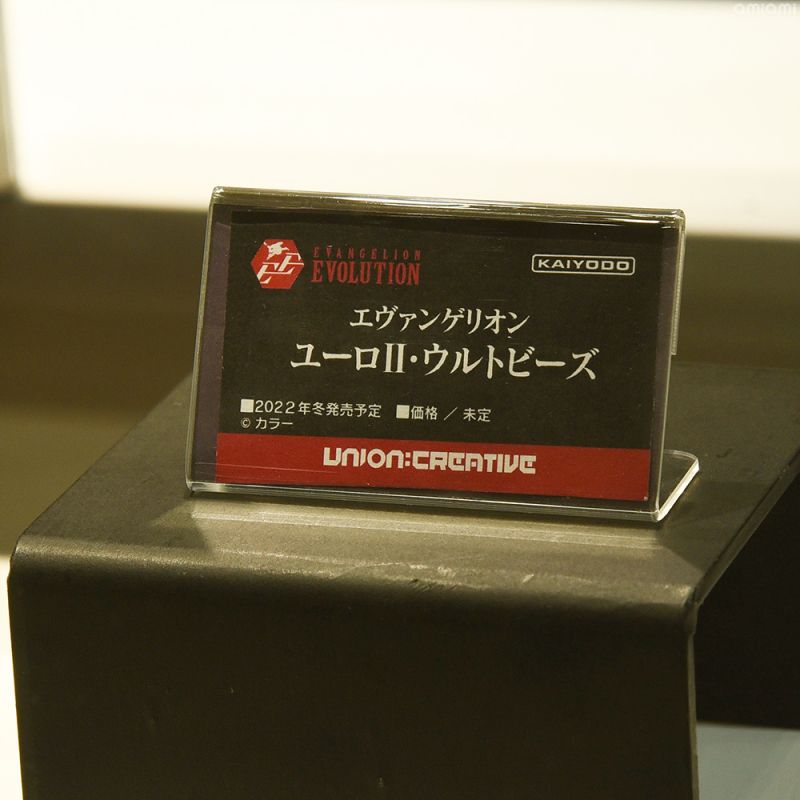 amiami
EVANGELION
EVOLUTION
KAIYODO
エヴァンゲリオン
ユーロII・ウルトビーズ
■2022年冬発売予定 ■価格 / 未定
© カラー
UNION:CREATIVE